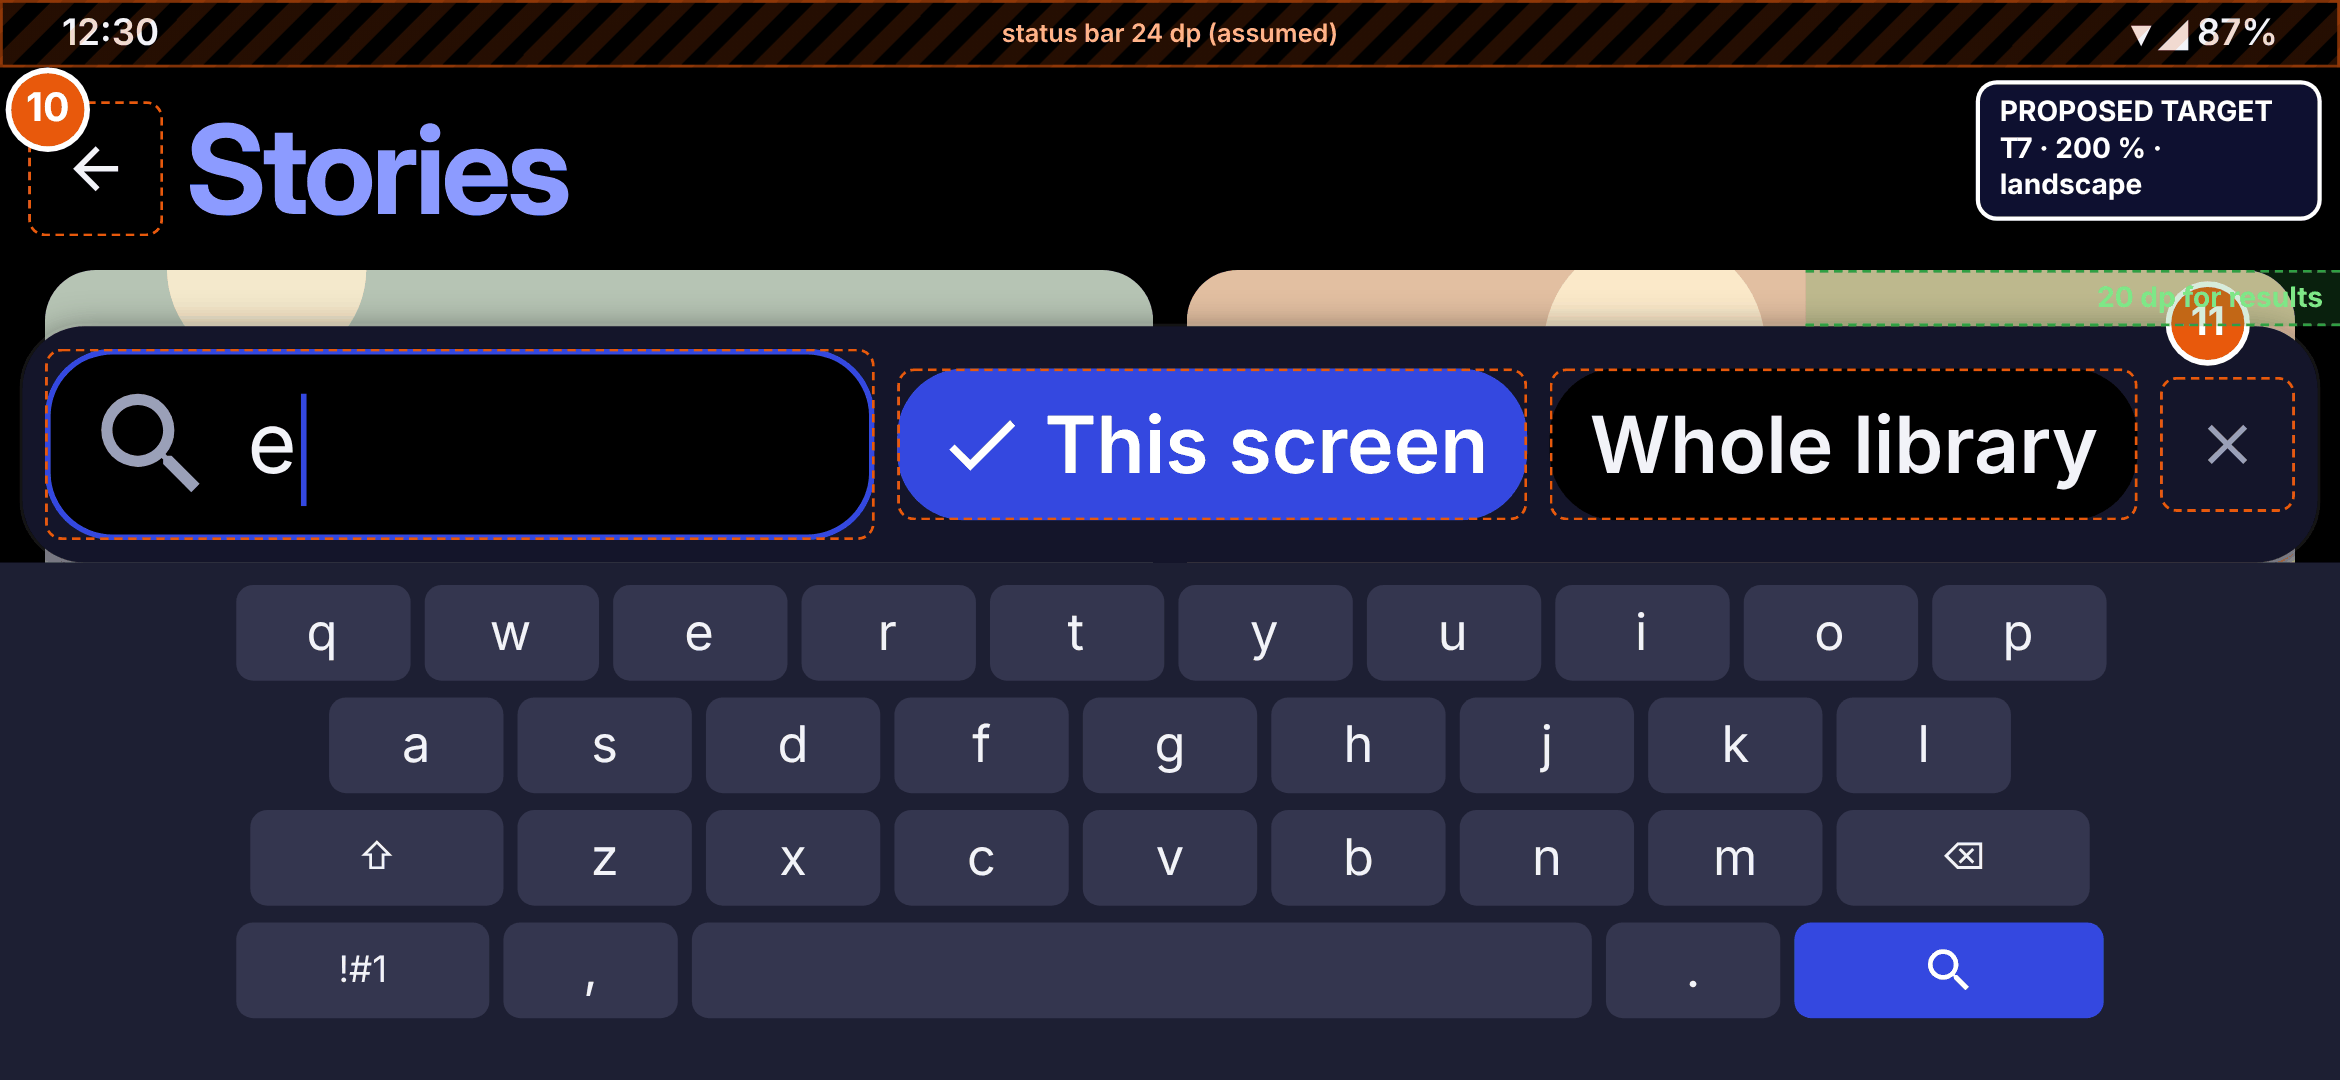 12:30
status bar 24 dp (assumed)
87%
10
Stories
PROPOSED TARGET
T7 · 200 % ·
landscape
20 dp for results
11
e
This screen
Whole library
q w e r t y u i o p
a s d f g h j k l
z x c v b n m
!#1 , .